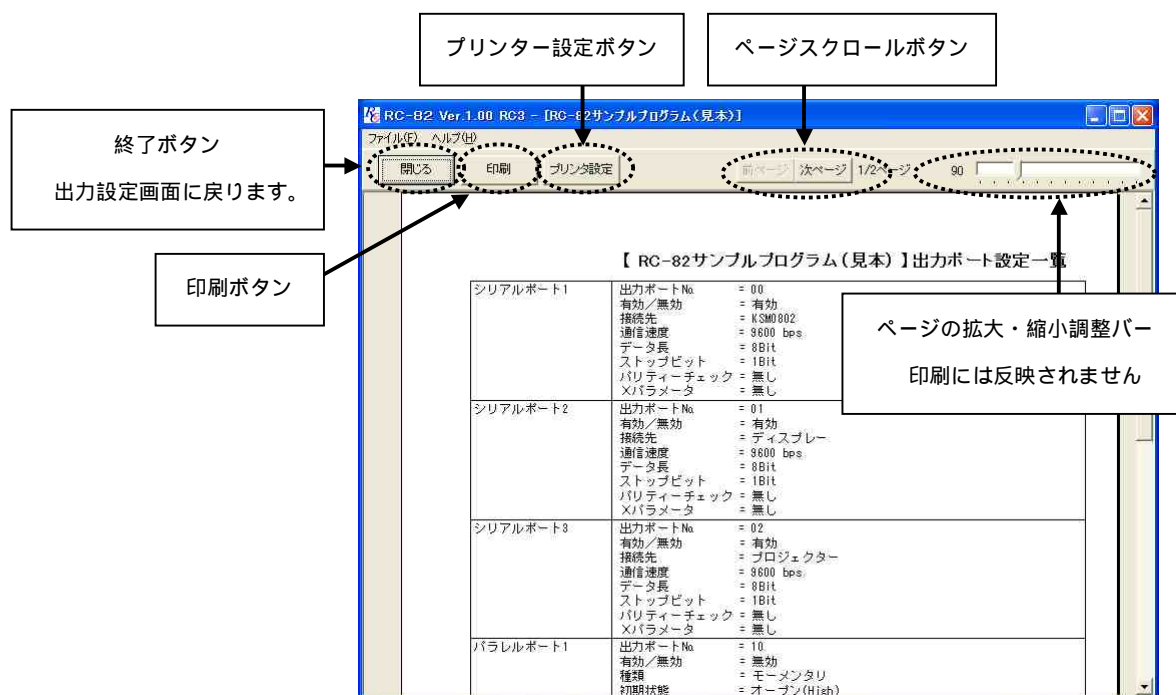 プリンター設定ボタン
ページスクロールボタン
終了ボタン
出力設定画面に戻ります。
印刷ボタン
RC-82 Ver.1.00 RC3 - [RC-82サンプルプログラム(見本)]
ファイル(F) ヘルプ(H)
閉じる 印刷 プリンタ設定 前ページ 次ページ 1/2ページ 90
【 RC-82サンプルプログラム(見本) 】出力ポート設定一覧
ページの拡大・縮小調整バー
印刷には反映されません
シリアルポート1 出力ポート№ = 00
有効/無効 = 有効
接続先 = KSM0802
通信速度 = 9600 bps
データ長 = 8Bit
ストップビット = 1Bit
パリティーチェック = 無し
Xパラメータ = 無し
シリアルポート2 出力ポート№ = 01
有効/無効 = 有効
接続先 = ディスプレー
通信速度 = 9600 bps
データ長 = 8Bit
ストップビット = 1Bit
パリティーチェック = 無し
Xパラメータ = 無し
シリアルポート3 出力ポート№ = 02
有効/無効 = 有効
接続先 = プロジェクター
通信速度 = 9600 bps
データ長 = 8Bit
ストップビット = 1Bit
パリティーチェック = 無し
Xパラメータ = 無し
パラレルポート1 出力ポート№ = 10
有効/無効 = 無効
種類 = モーメンタリ
初期状態 = オープン(High)